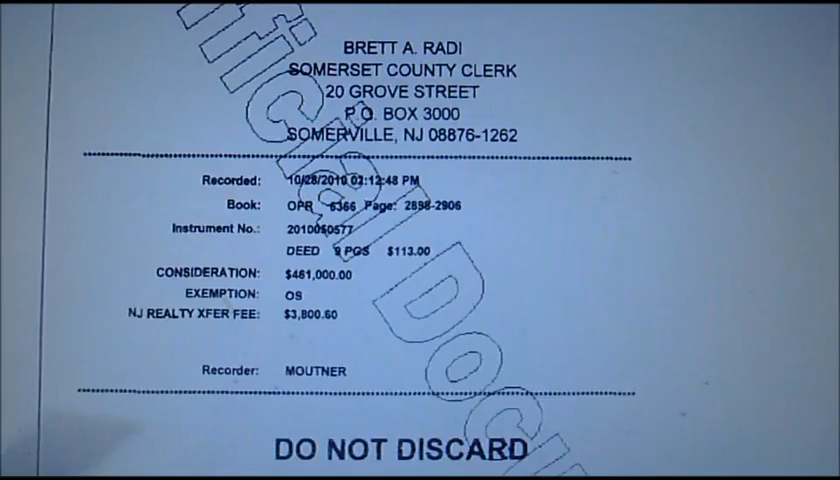 BRETT A. RADI
SOMERSET COUNTY CLERK
20 GROVE STREET
P.O. BOX 3000
SOMERVILLE, NJ 08876-1262
Recorded: 10/28/2010 03:12:48 PM
Book: OPR 6366 Page: 2898-2906
Instrument No.: 2010050577
DEED 9 PGS $113.00
CONSIDERATION: $461,000.00
EXEMPTION: OS
NJ REALTY XFER FEE: $3,800.60
Recorder: MOUTNER
DO NOT DISCARD